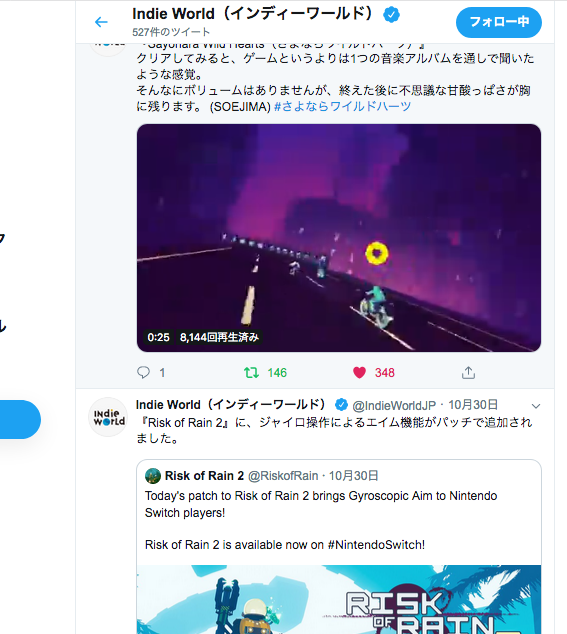 Indie World（インディーワールド）
527件のツイート
フォロー中
『Sayonara Wild Hearts（さよならワイルドハーツ）』
クリアしてみると、ゲームというよりは1つの音楽アルバムを通しで聞いた
ような感覚。
そんなにボリュームはありませんが、終えた後に不思議な甘酸っぱさが胸
に残ります。 (SOEJIMA) #さよならワイルドハーツ
0:25 8,144回再生済み
1 146 348
Indie World（インディーワールド） @IndieWorldJP · 10月30日
『Risk of Rain 2』に、ジャイロ操作によるエイム機能がパッチで追加され
ました。
INDIE
WORLD
Risk of Rain 2 @RiskofRain · 10月30日
Today's patch to Risk of Rain 2 brings Gyroscopic Aim to Nintendo
Switch players!
Risk of Rain 2 is available now on #NintendoSwitch!
RISK
OF RAIN